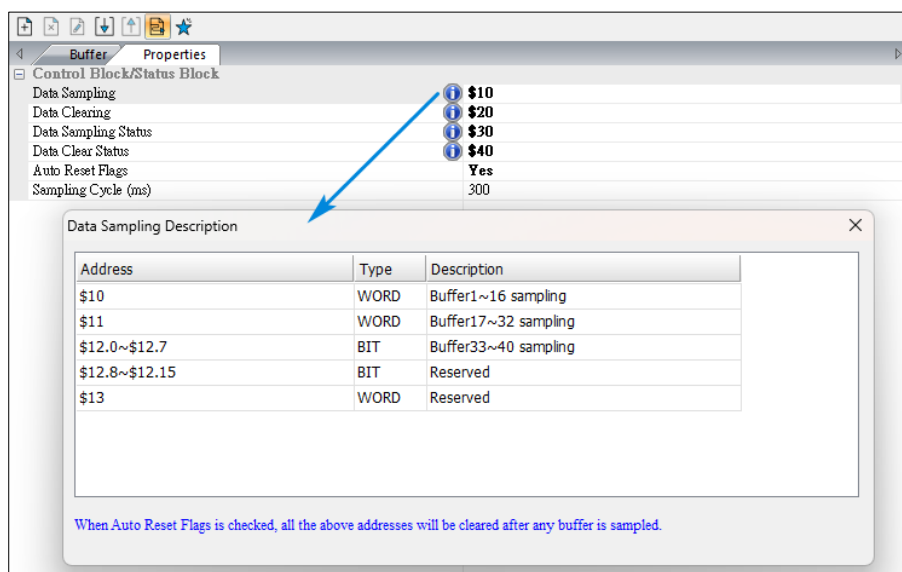 Buffer Properties
Control Block/Status Block
Data Sampling $10
Data Clearing $20
Data Sampling Status $30
Data Clear Status $40
Auto Reset Flags Yes
Sampling Cycle (ms) 300
Data Sampling Description
Address Type Description
$10 WORD Buffer1~16 sampling
$11 WORD Buffer17~32 sampling
$12.0~$12.7 BIT Buffer33~40 sampling
$12.8~$12.15 BIT Reserved
$13 WORD Reserved
When Auto Reset Flags is checked, all the above addresses will be cleared after any buffer is sampled.